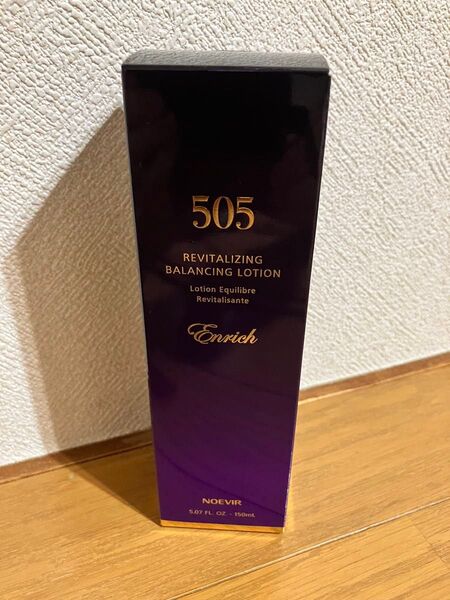 505
REVITALIZING
BALANCING LOTION
Lotion Equilibre
Revitalisante
Enrich
NOEVIR
5.07 FL. OZ. - 150mL